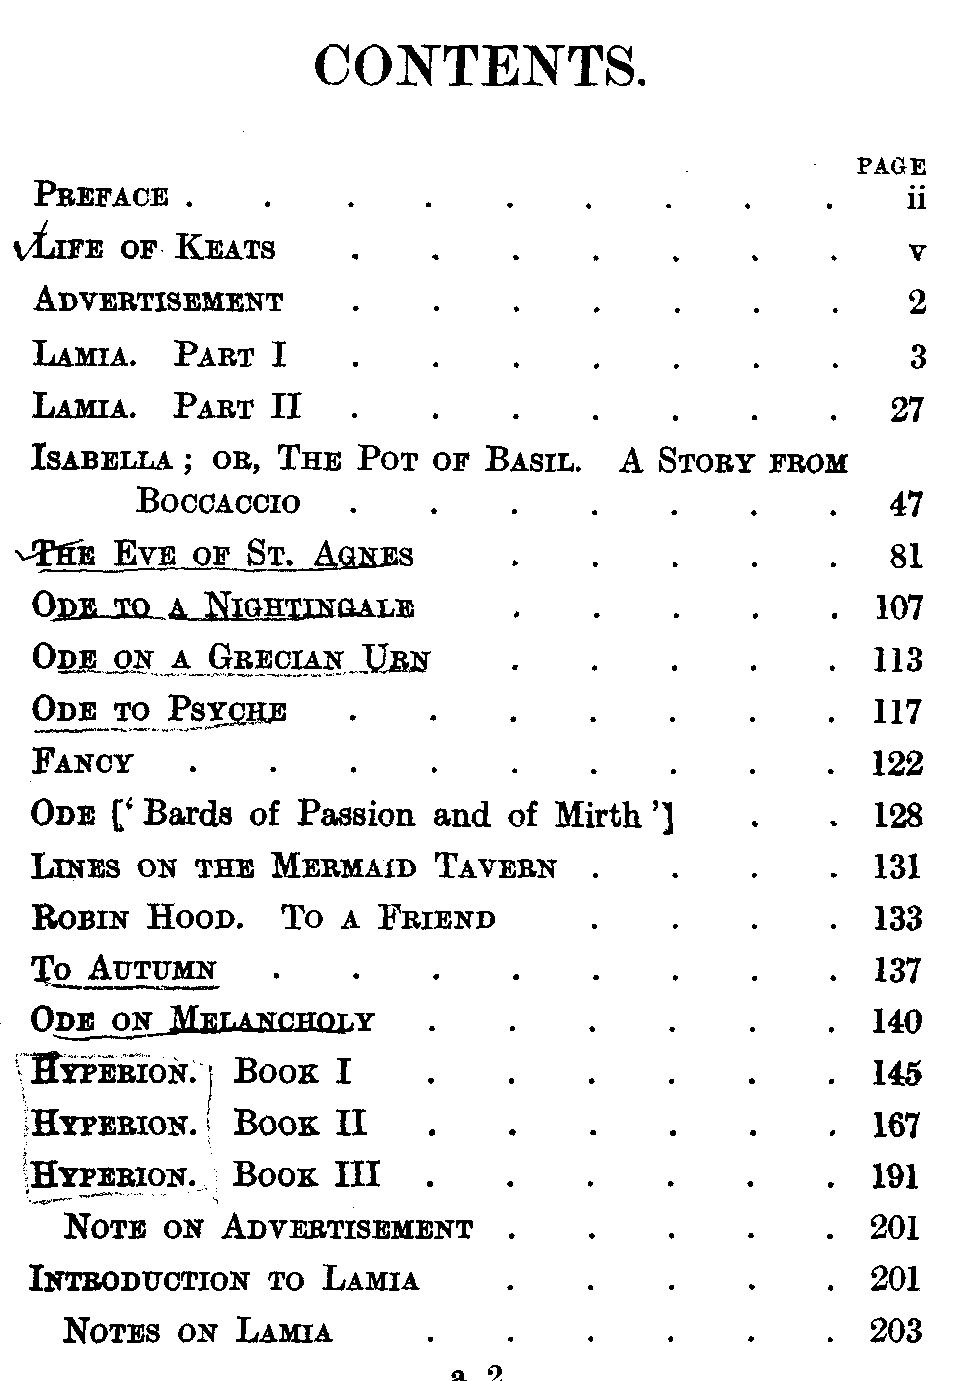 CONTENTS.
PAGE
PREFACE . . . . . . . . . ii
LIFE OF KEATS . . . . . . . v
ADVERTISEMENT . . . . . . . 2
LAMIA. PART I . . . . . . . 3
LAMIA. PART II . . . . . . . 27
ISABELLA ; OR, THE POT OF BASIL. A STORY FROM
BOCCACCIO . . . . . . . 47
THE EVE OF ST. AGNES . . . . . 81
ODE TO A NIGHTINGALE . . . . . 107
ODE ON A GRECIAN URN . . . . . 113
ODE TO PSYCHE . . . . . . . 117
FANCY . . . . . . . . . 122
ODE [‘ Bards of Passion and of Mirth ’] . . 128
LINES ON THE MERMAID TAVERN . . . . 131
ROBIN HOOD. TO A FRIEND . . . . 133
TO AUTUMN . . . . . . . . 137
ODE ON MELANCHOLY . . . . . . 140
HYPERION. BOOK I . . . . . . 145
HYPERION. BOOK II . . . . . . 167
HYPERION. BOOK III . . . . . . 191
NOTE ON ADVERTISEMENT . . . . . 201
INTRODUCTION TO LAMIA . . . . . 201
NOTES ON LAMIA . . . . . . 203
a 2